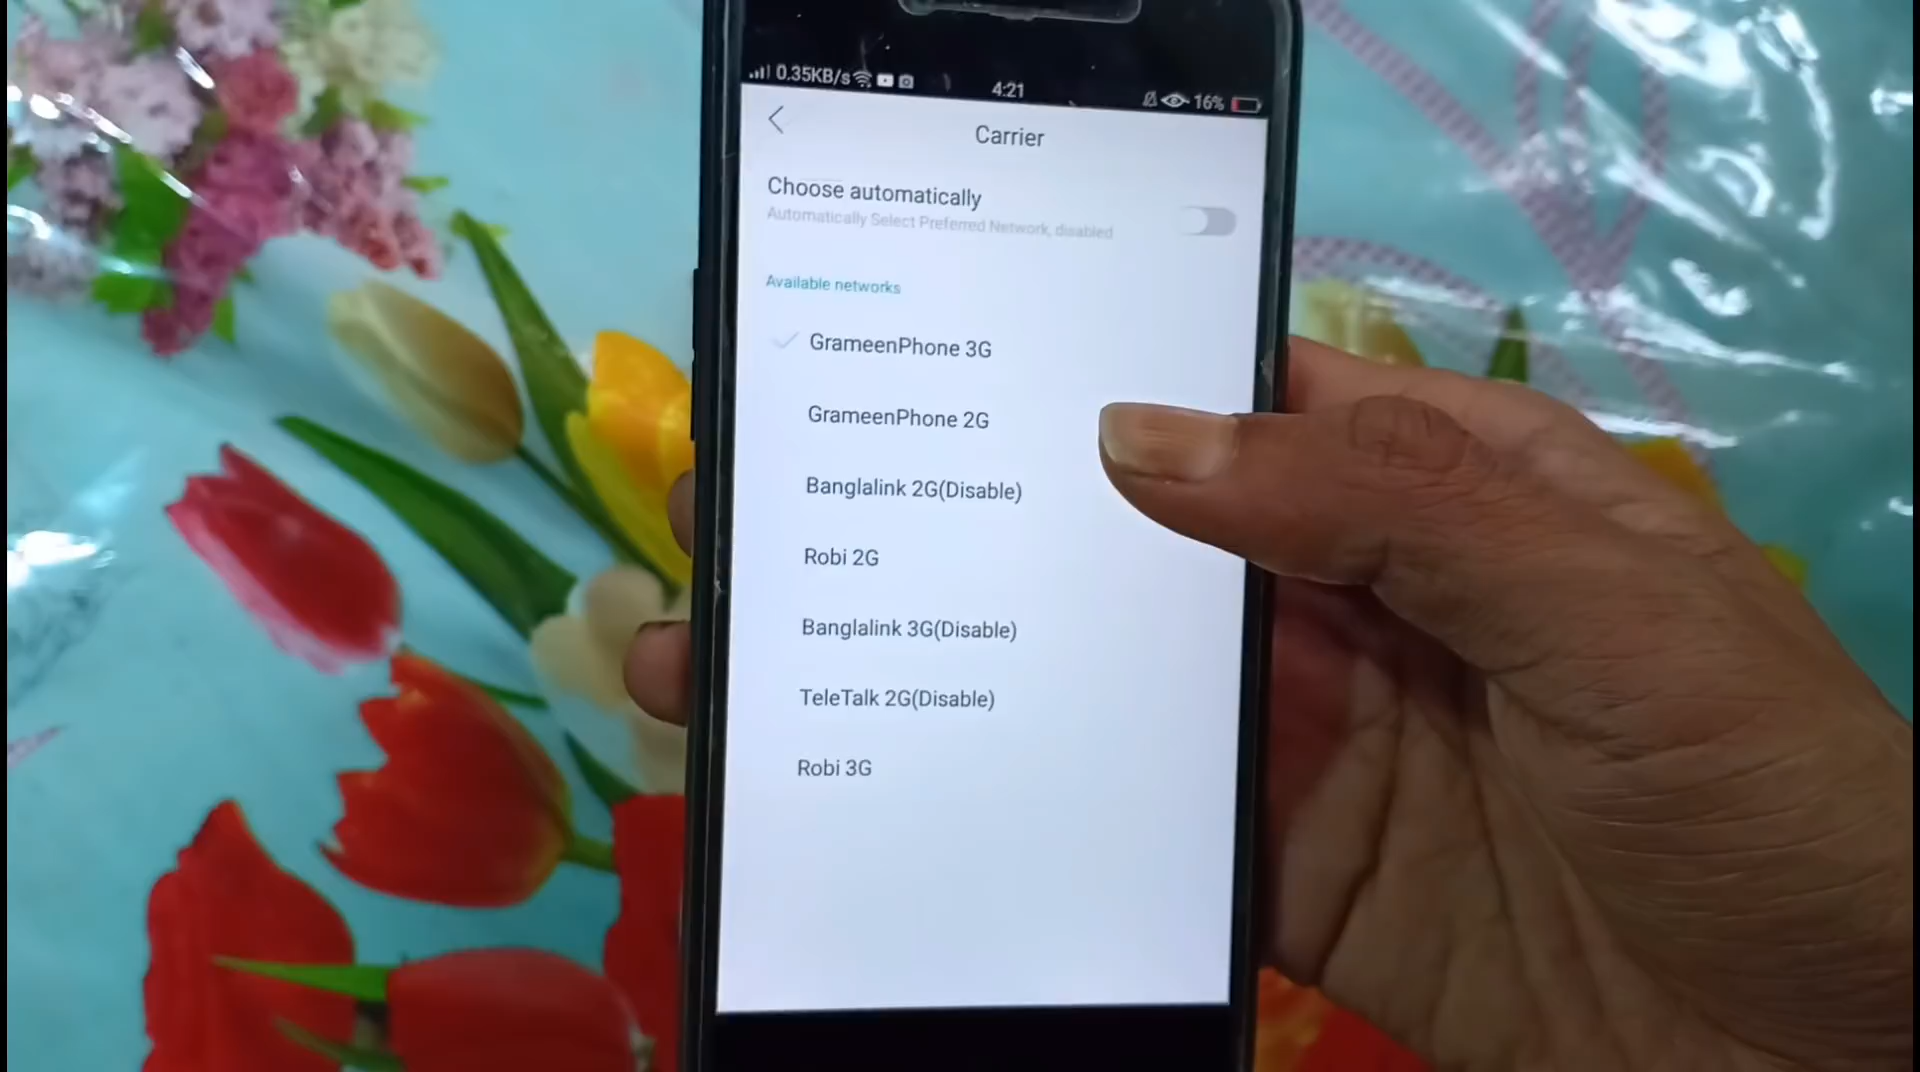 0.35KB/s
4:21
16%
Carrier
Choose automatically
Automatically Select Preferred Network, disabled
Available networks
GrameenPhone 3G
GrameenPhone 2G
Banglalink 2G(Disable)
Robi 2G
Banglalink 3G(Disable)
TeleTalk 2G(Disable)
Robi 3G